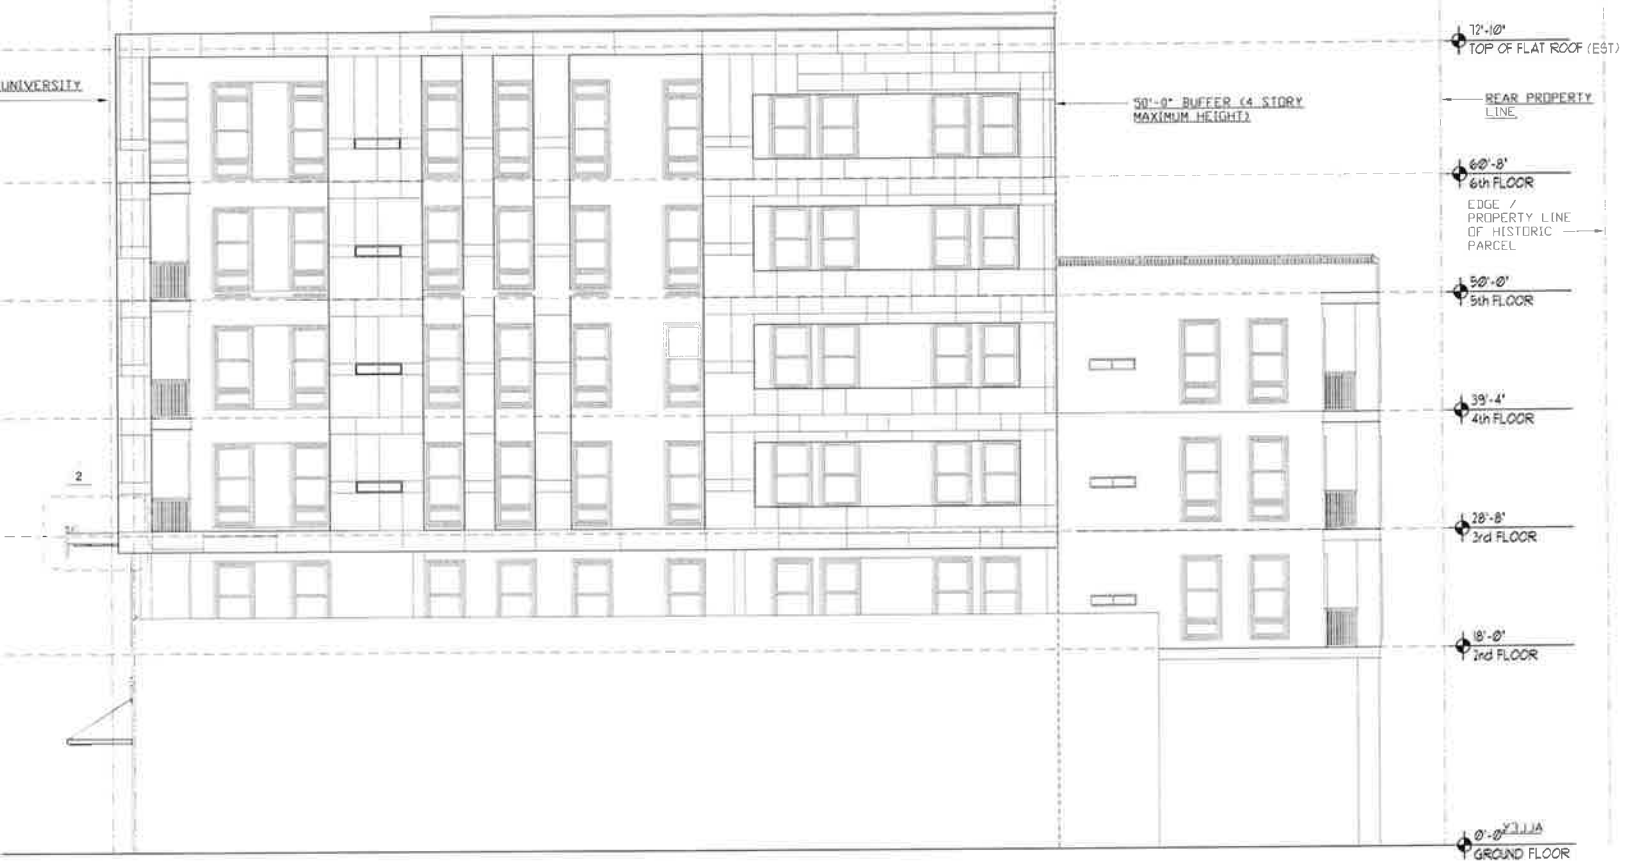 72'-10"
TOP OF FLAT ROOF (EST)
UNIVERSITY
50'-0" BUFFER (4 STORY
MAXIMUM HEIGHT)
REAR PROPERTY
LINE
60'-8"
6th FLOOR
EDGE /
PROPERTY LINE
OF HISTORIC
PARCEL
50'-0"
5th FLOOR
39'-4"
4th FLOOR
2
28'-8"
3rd FLOOR
18'-0"
2nd FLOOR
ALLEY
0'-0"
GROUND FLOOR